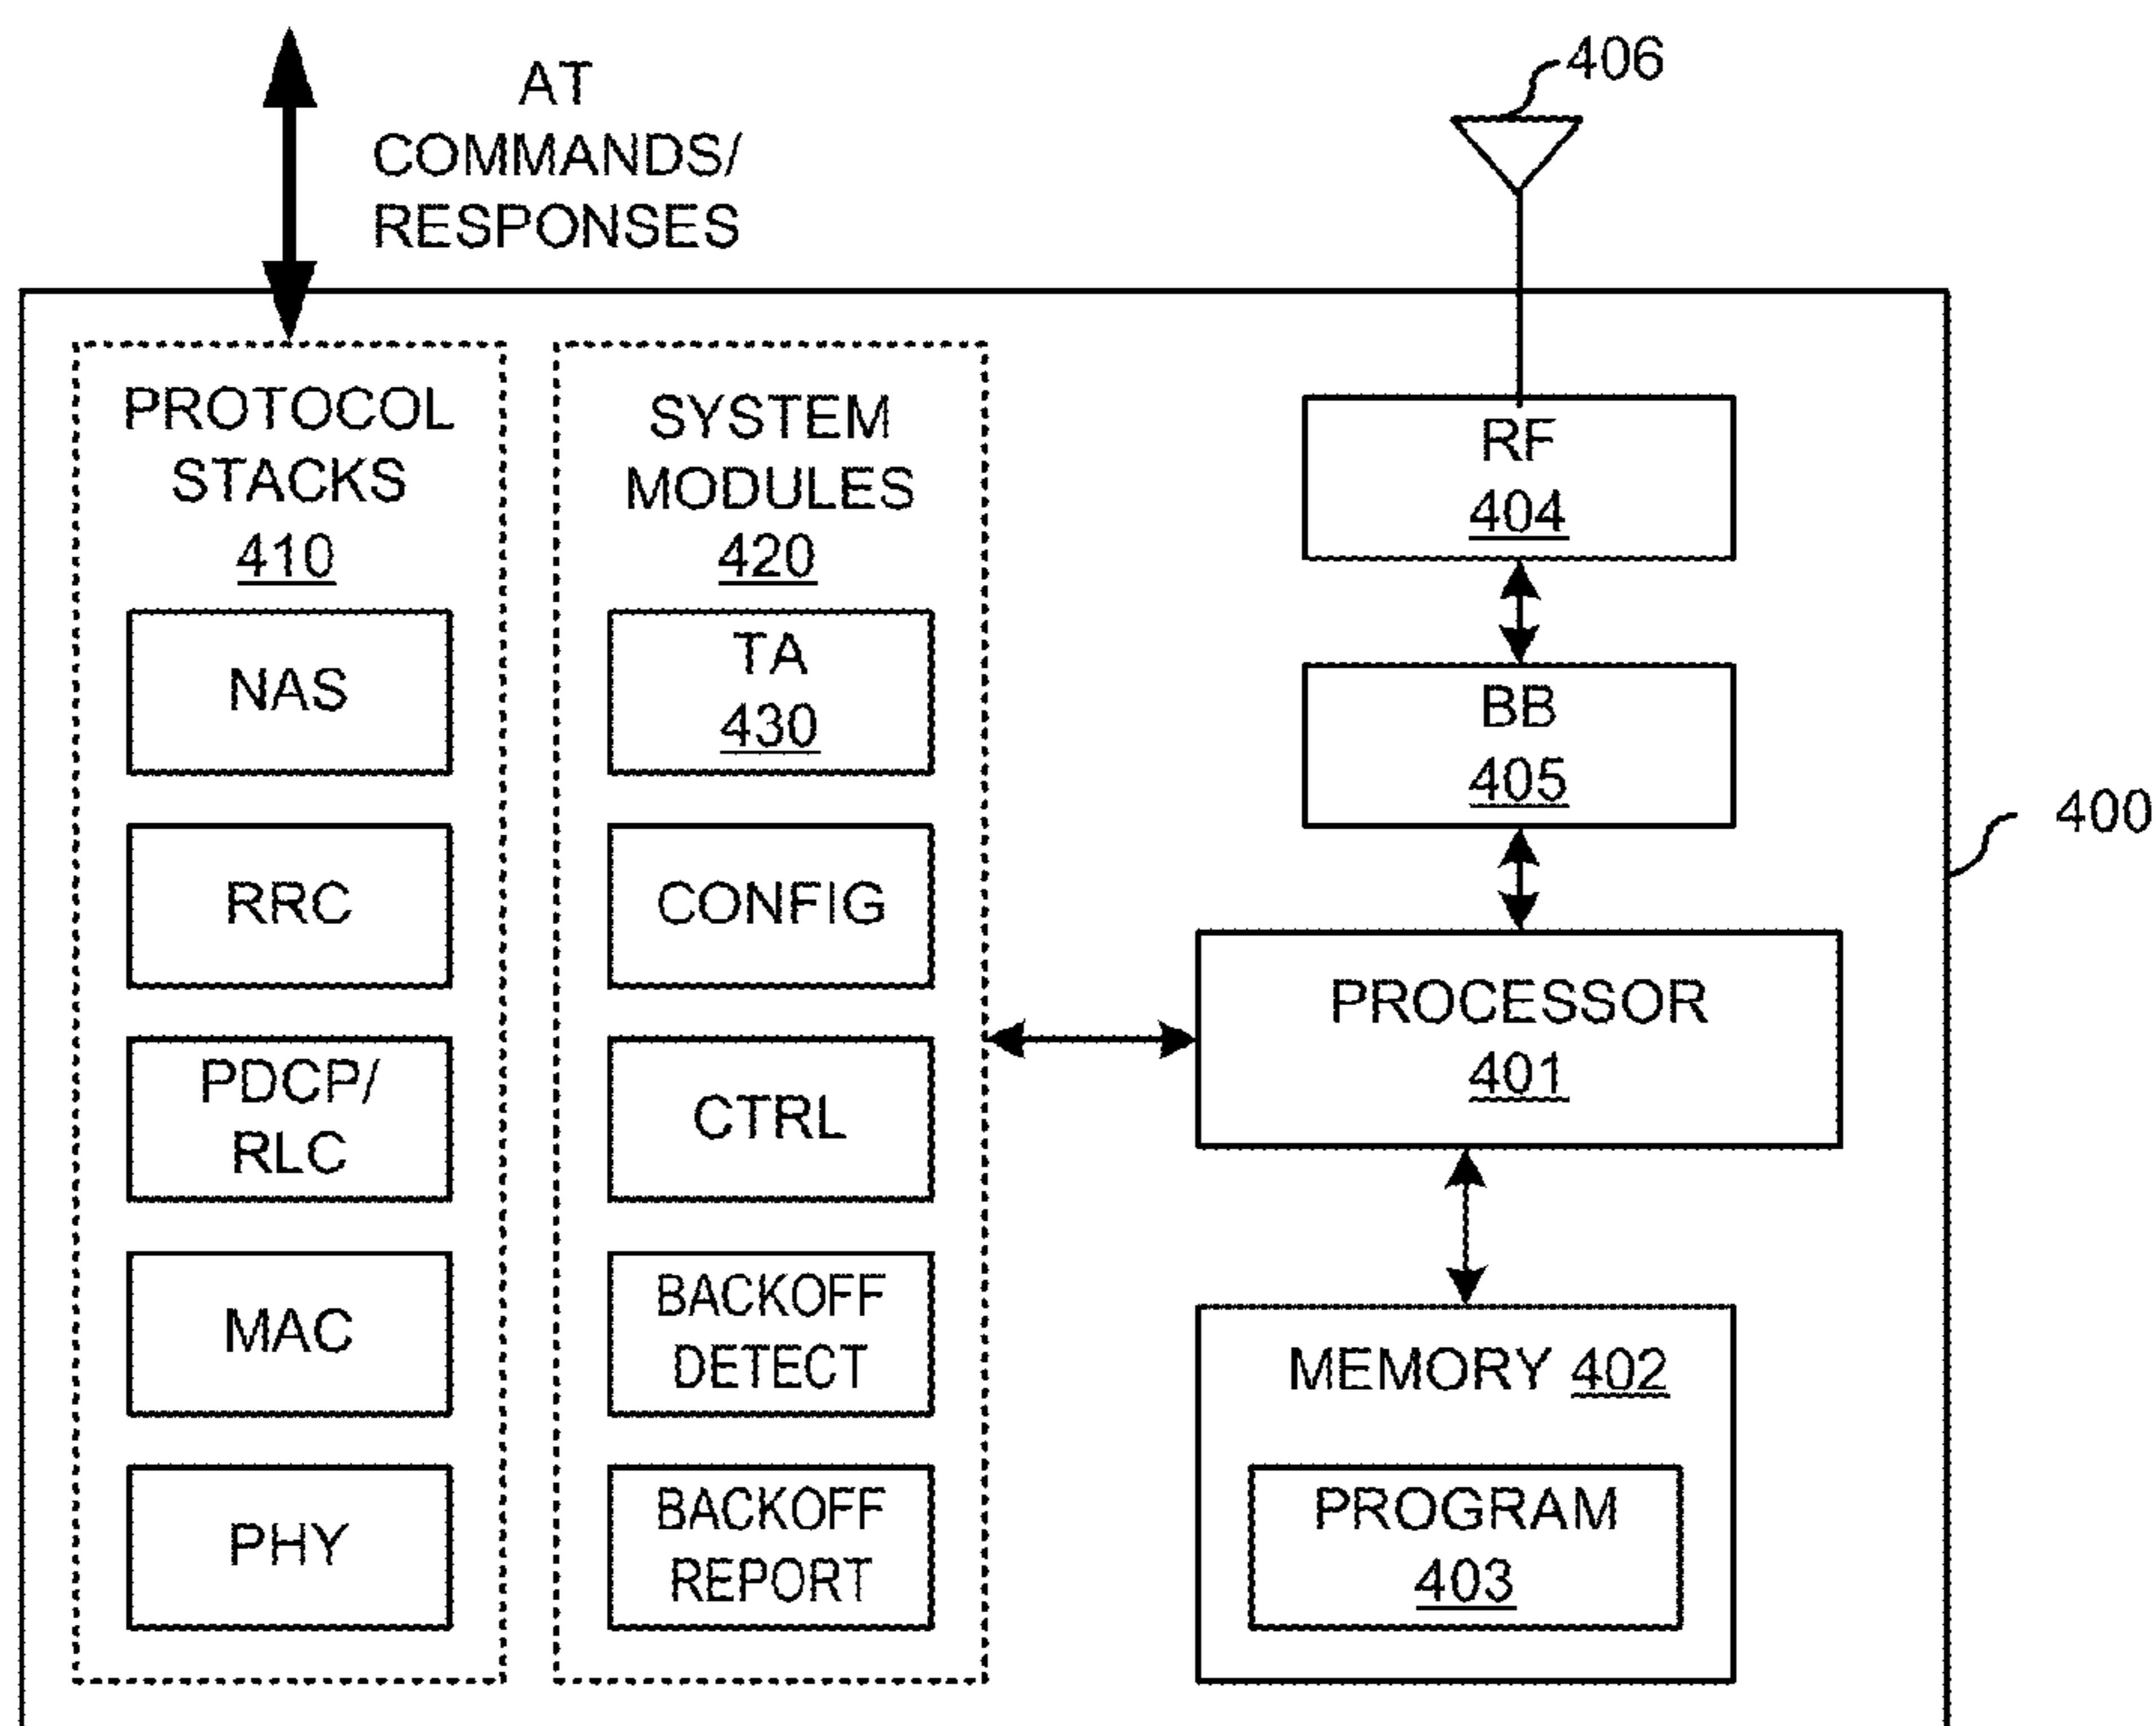 AT
COMMANDS/
RESPONSES
406
PROTOCOL
STACKS
410
NAS
RRC
PDCP/
RLC
MAC
PHY
SYSTEM
MODULES
420
TA
430
CONFIG
CTRL
BACKOFF
DETECT
BACKOFF
REPORT
RF
404
BB
405
400
PROCESSOR
401
MEMORY 402
PROGRAM
403